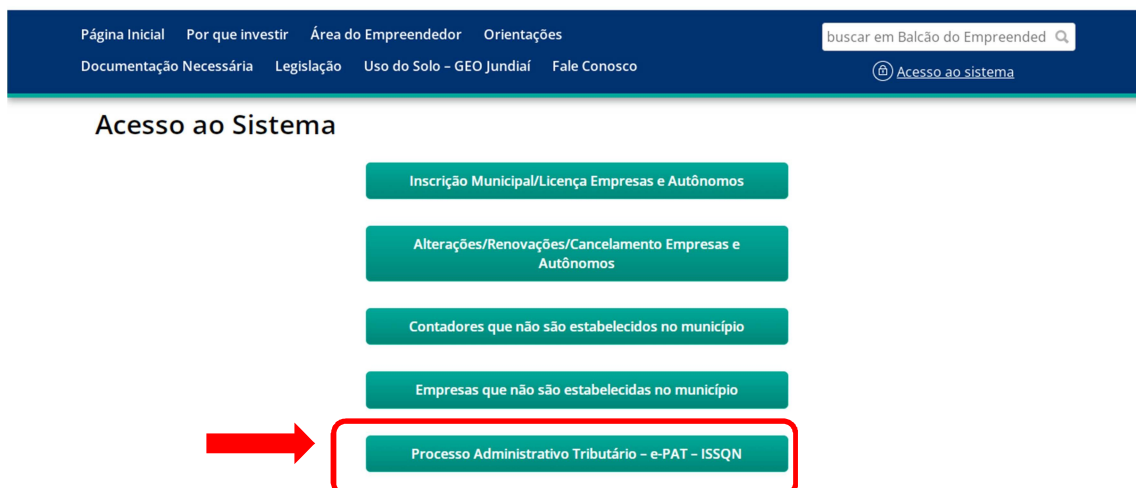 Página Inicial Por que investir Área do Empreendedor Orientações
buscar em Balcão do Empreended
Documentação Necessária Legislação Uso do Solo – GEO Jundiaí Fale Conosco
Acesso ao sistema
Acesso ao Sistema
Inscrição Municipal/Licença Empresas e Autônomos
Alterações/Renovações/Cancelamento Empresas e
Autônomos
Contadores que não são estabelecidos no município
Empresas que não são estabelecidas no município
Processo Administrativo Tributário – e-PAT – ISSQN